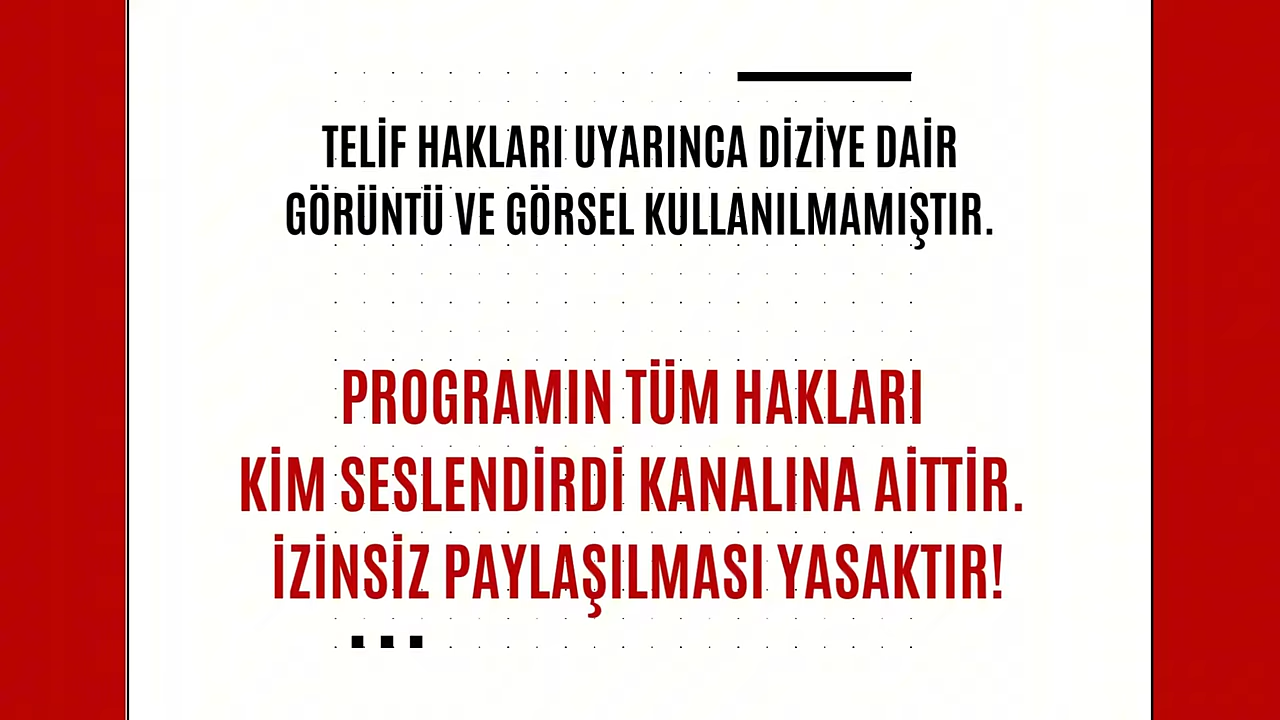 TELİF HAKLARI UYARINCA DİZİYE DAİR
GÖRÜNTÜ VE GÖRSEL KULLANILMAMIŞTIR.
PROGRAMIN TÜM HAKLARI
KİM SESLENDİRDİ KANALINA AİTTİR.
İZİNSİZ PAYLAŞILMASI YASAKTIR!